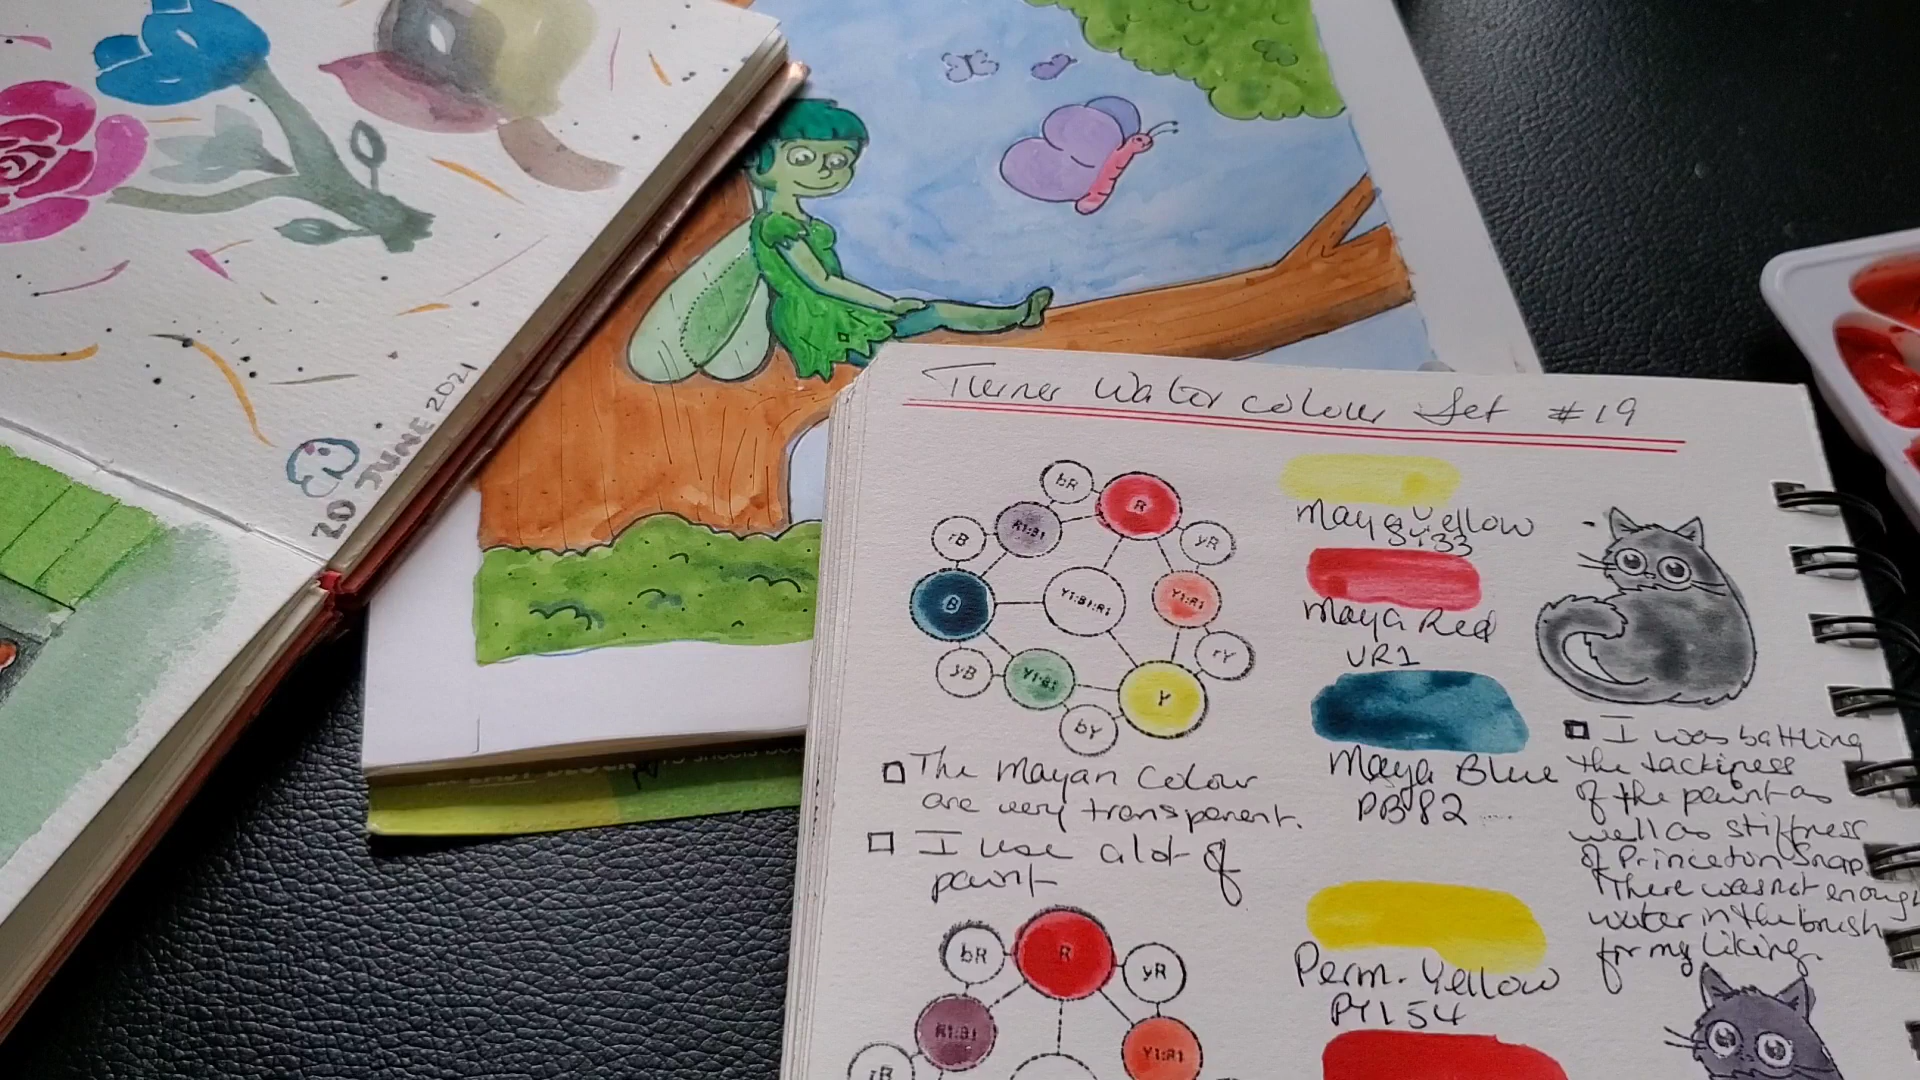 20 JUNE 2021
Turner Water colour Set #19
bR
R
R1:B1
rB
yR
B
Y1:B1:R1
Y1:R1
yB
Y1:B1
rY
Y
bY
Maya Yellow
Maya Red
VR1
Maya Blue
PB82
The Mayan Colour
are very transparent.
I use a lot of
paint
I was battling
the tackiness
of the paint as
well as stiffness
of Princeton Snap.
There was not enough
water in the brush
for my liking.
bR
R
yR
R1:B1
Y1:R1
rB
Perm. Yellow
PY154